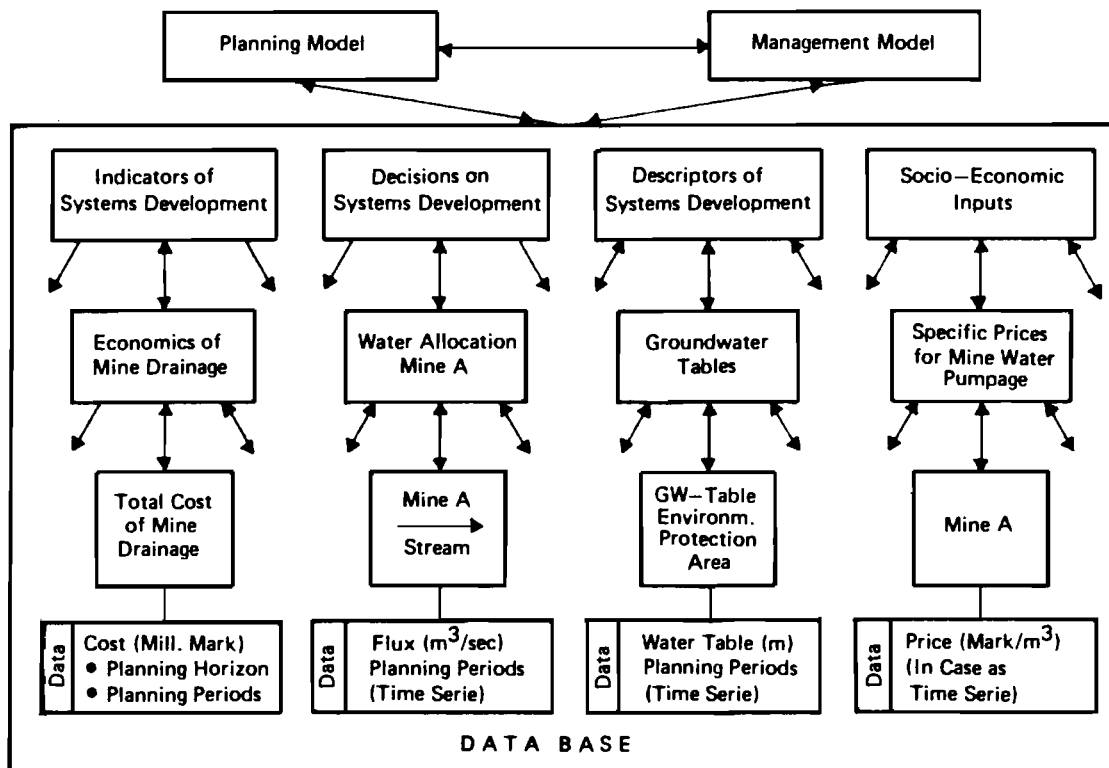 Planning Model
Management Model
Indicators of
Systems Development
Decisions on
Systems Development
Descriptors of
Systems Development
Socio-Economic
Inputs
Economics of
Mine Drainage
Water Allocation
Mine A
Groundwater
Tables
Specific Prices
for Mine Water
Pumpage
Total Cost
of Mine
Drainage
Mine A
Stream
GW-Table
Environm.
Protection
Area
Mine A
Data
Cost (Mill. Mark)
• Planning Horizon
• Planning Periods
Data
Flux (m³/sec)
Planning Periods
(Time Serie)
Data
Water Table (m)
Planning Periods
(Time Serie)
Data
Price (Mark/m³)
(In Case as
Time Serie)
DATA BASE